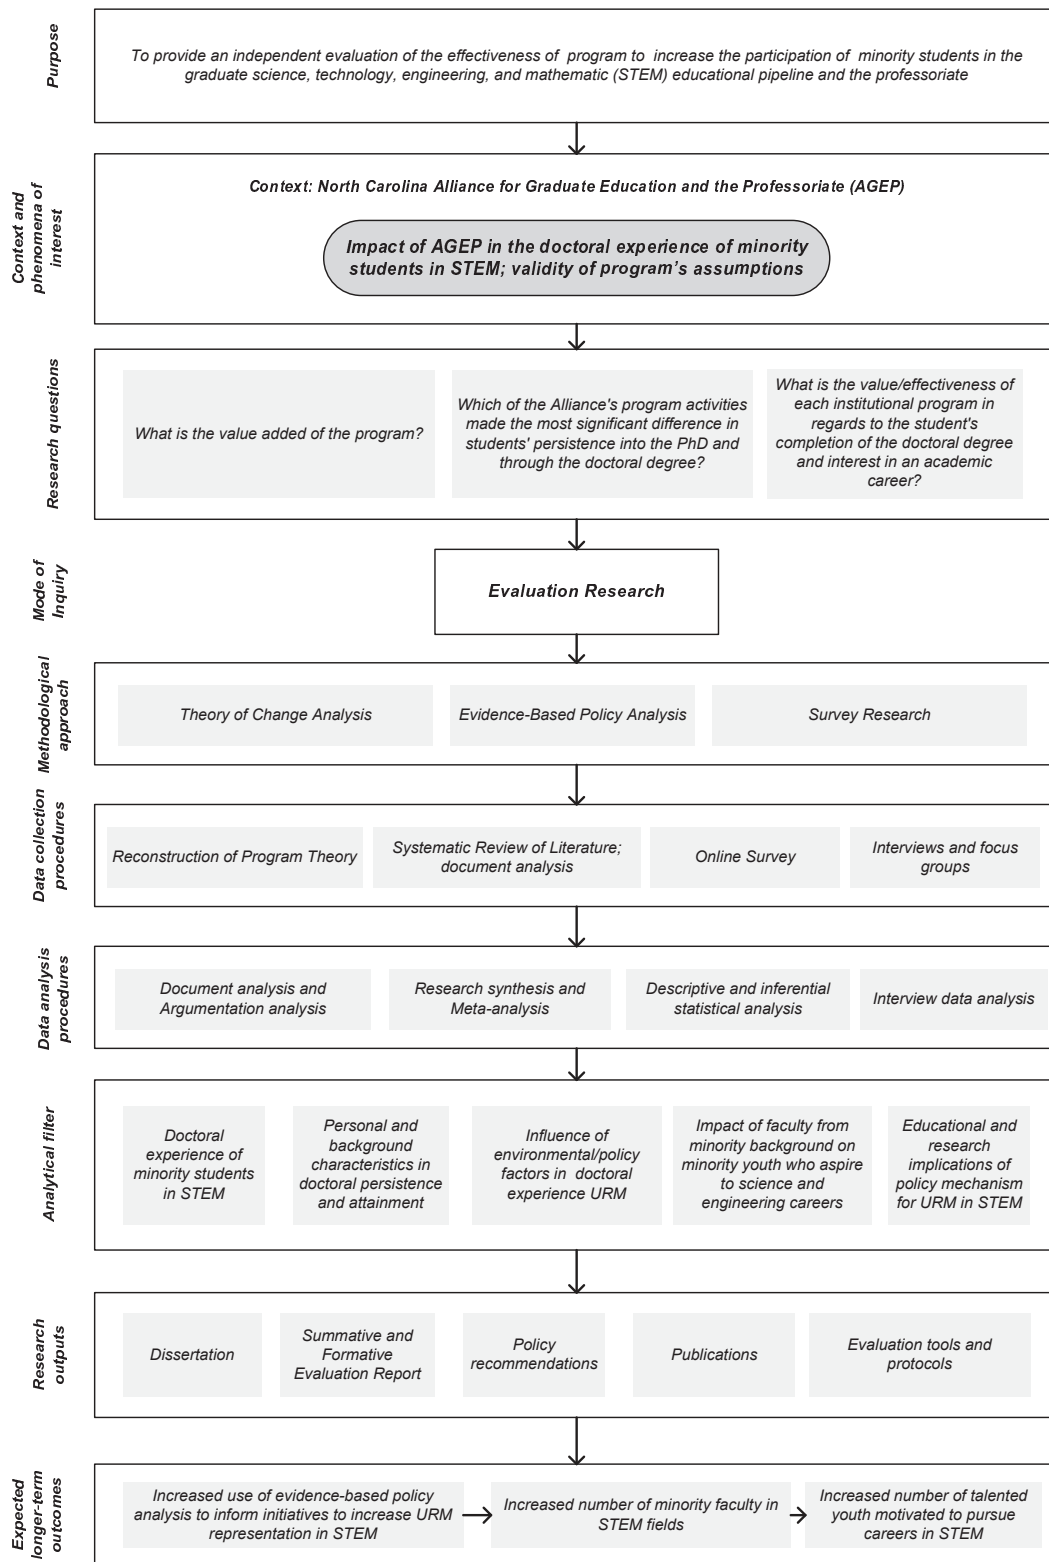 Purpose
To provide an independent evaluation of the effectiveness of program to increase the participation of minority students in the
graduate science, technology, engineering, and mathematic (STEM) educational pipeline and the professoriate
Context and
phenomena of
interest
Context: North Carolina Alliance for Graduate Education and the Professoriate (AGEP)
Impact of AGEP in the doctoral experience of minority
students in STEM; validity of program's assumptions
Research questions
What is the value added of the program?
Which of the Alliance's program activities
made the most significant difference in
students' persistence into the PhD and
through the doctoral degree?
What is the value/effectiveness of
each institutional program in
regards to the student's
completion of the doctoral degree
and interest in an academic
career?
Mode of
Inquiry
Evaluation Research
Methodological
approach
Theory of Change Analysis
Evidence-Based Policy Analysis
Survey Research
Data collection
procedures
Reconstruction of Program Theory
Systematic Review of Literature;
document analysis
Online Survey
Interviews and focus
groups
Data analysis
procedures
Document analysis and
Argumentation analysis
Research synthesis and
Meta-analysis
Descriptive and inferential
statistical analysis
Interview data analysis
Analytical filter
Doctoral
experience of
minority students
in STEM
Personal and
background
characteristics in
doctoral persistence
and attainment
Influence of
environmental/policy
factors in doctoral
experience URM
Impact of faculty from
minority background on
minority youth who aspire
to science and
engineering careers
Educational and
research
implications of
policy mechanism
for URM in STEM
Research
outputs
Dissertation
Summative and
Formative
Evaluation Report
Policy
recommendations
Publications
Evaluation tools and
protocols
Expected
longer-term
outcomes
Increased use of evidence-based policy
analysis to inform initiatives to increase URM
representation in STEM
Increased number of minority faculty in
STEM fields
Increased number of talented
youth motivated to pursue
careers in STEM